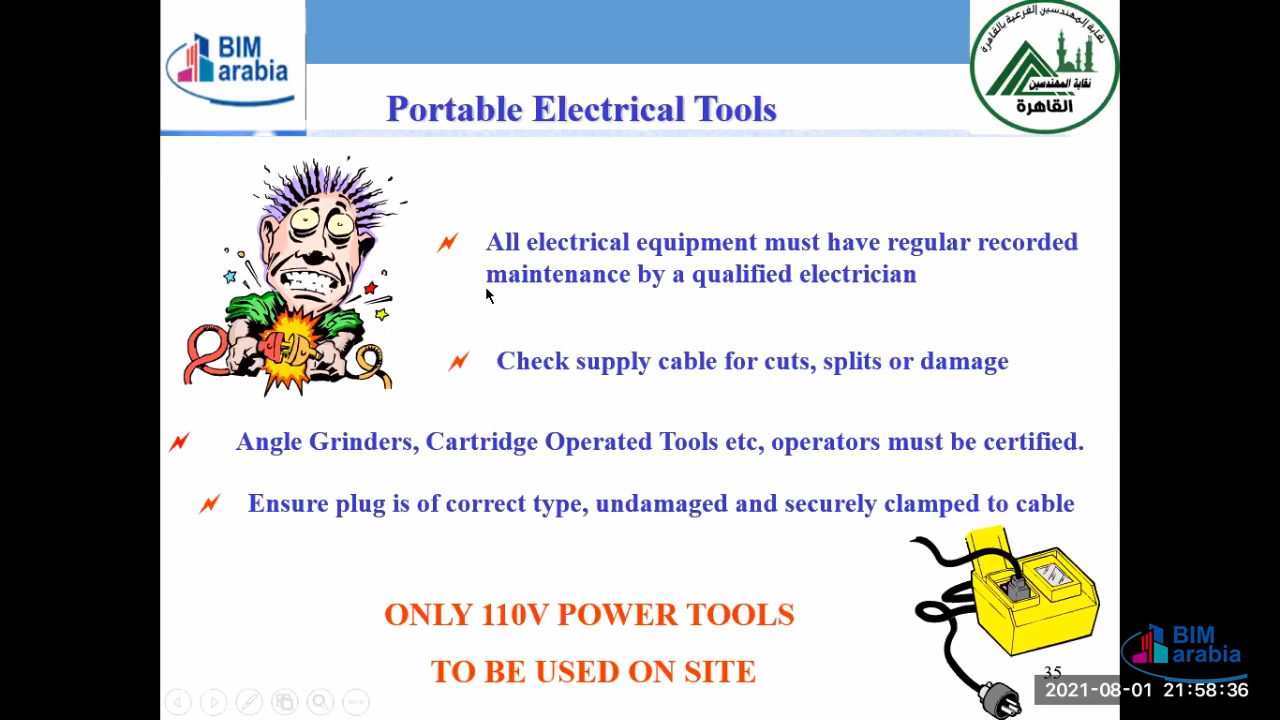 BIM
arabia
نقابة المهندسين الفرعية بالقاهرة
نقابة المهندسين
القاهرة
Portable Electrical Tools
All electrical equipment must have regular recorded
maintenance by a qualified electrician
Check supply cable for cuts, splits or damage
Angle Grinders, Cartridge Operated Tools etc, operators must be certified.
Ensure plug is of correct type, undamaged and securely clamped to cable
ONLY 110V POWER TOOLS
TO BE USED ON SITE
BIM
arabia
35
2021-08-01 21:58:36